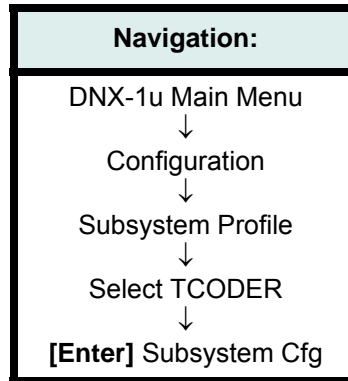 Navigation:
DNX-1u Main Menu
↓
Configuration
↓
Subsystem Profile
↓
Select TCODER
↓
[Enter] Subsystem Cfg